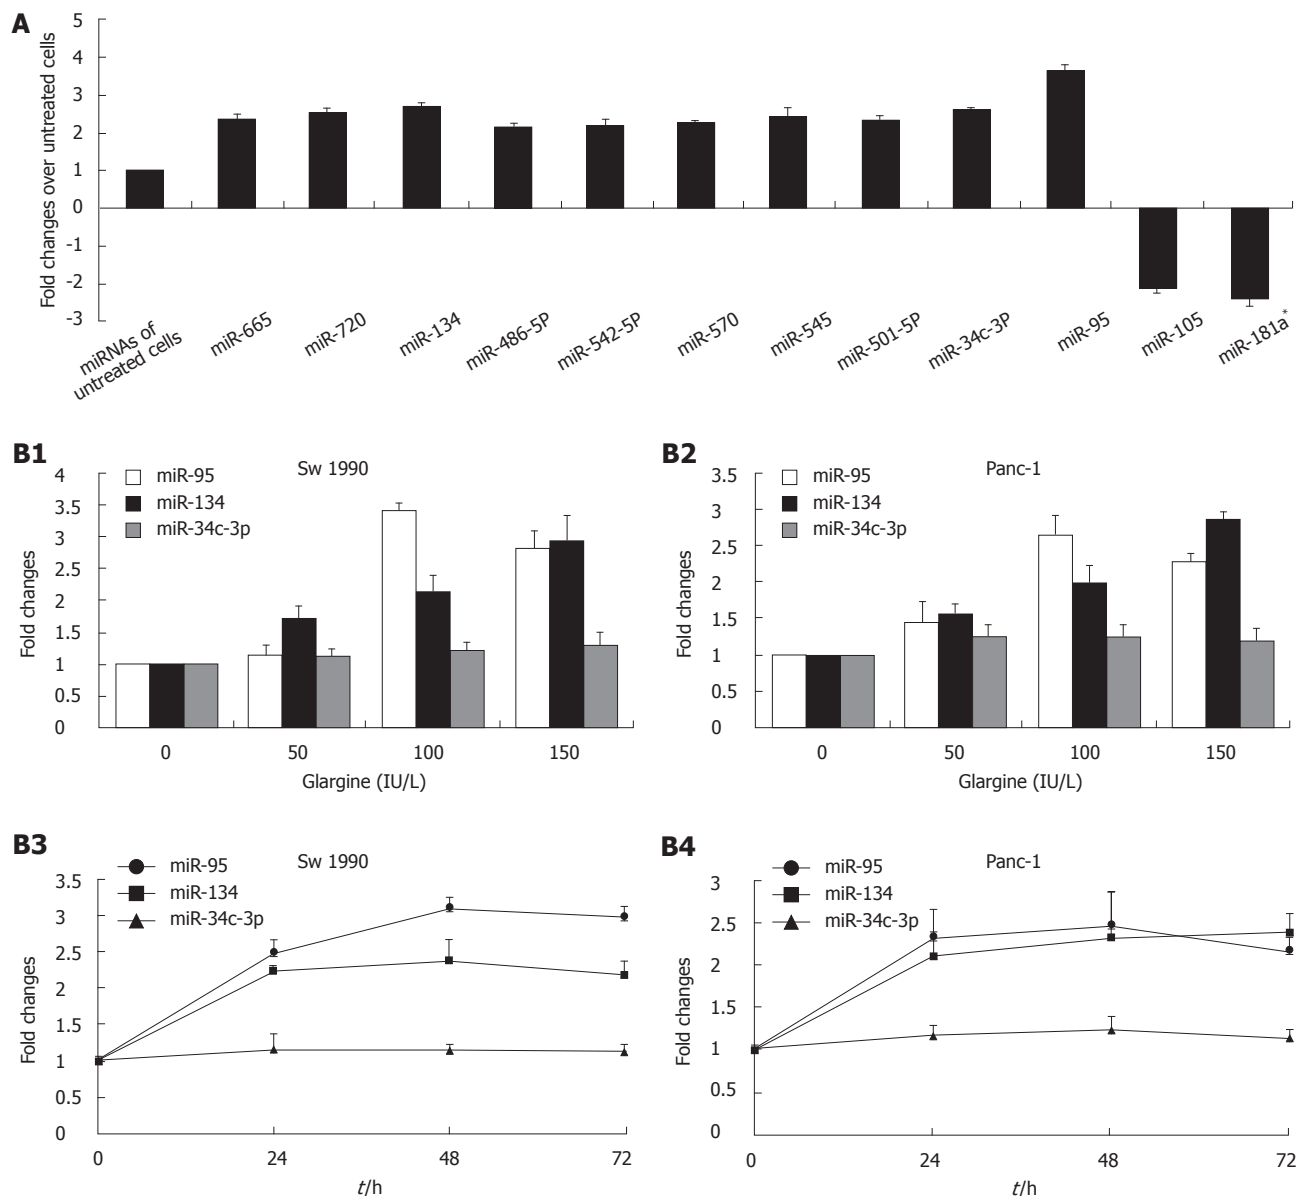 A
Fold changes over untreated cells
5
4
3
2
1
0
-1
-2
-3
miRNAs of
untreated cells
miR-665
miR-720
miR-134
miR-486-5P
miR-542-5P
miR-570
miR-545
miR-501-5P
miR-34c-3P
miR-95
miR-105
miR-181a*
B1
Sw 1990
miR-95
miR-134
miR-34c-3p
Fold changes
4
3.5
3
2.5
2
1.5
1
0.5
0
0 50 100 150
Glargine (IU/L)
B2
Panc-1
miR-95
miR-134
miR-34c-3p
Fold changes
3.5
3
2.5
2
1.5
1
0.5
0
0 50 100 150
Glargine (IU/L)
B3
Sw 1990
miR-95
miR-134
miR-34c-3p
Fold changes
3.5
3
2.5
2
1.5
1
0.5
0
0 24 48 72
t/h
B4
Panc-1
miR-95
miR-134
miR-34c-3p
Fold changes
3
2.5
2
1.5
1
0.5
0
0 24 48 72
t/h